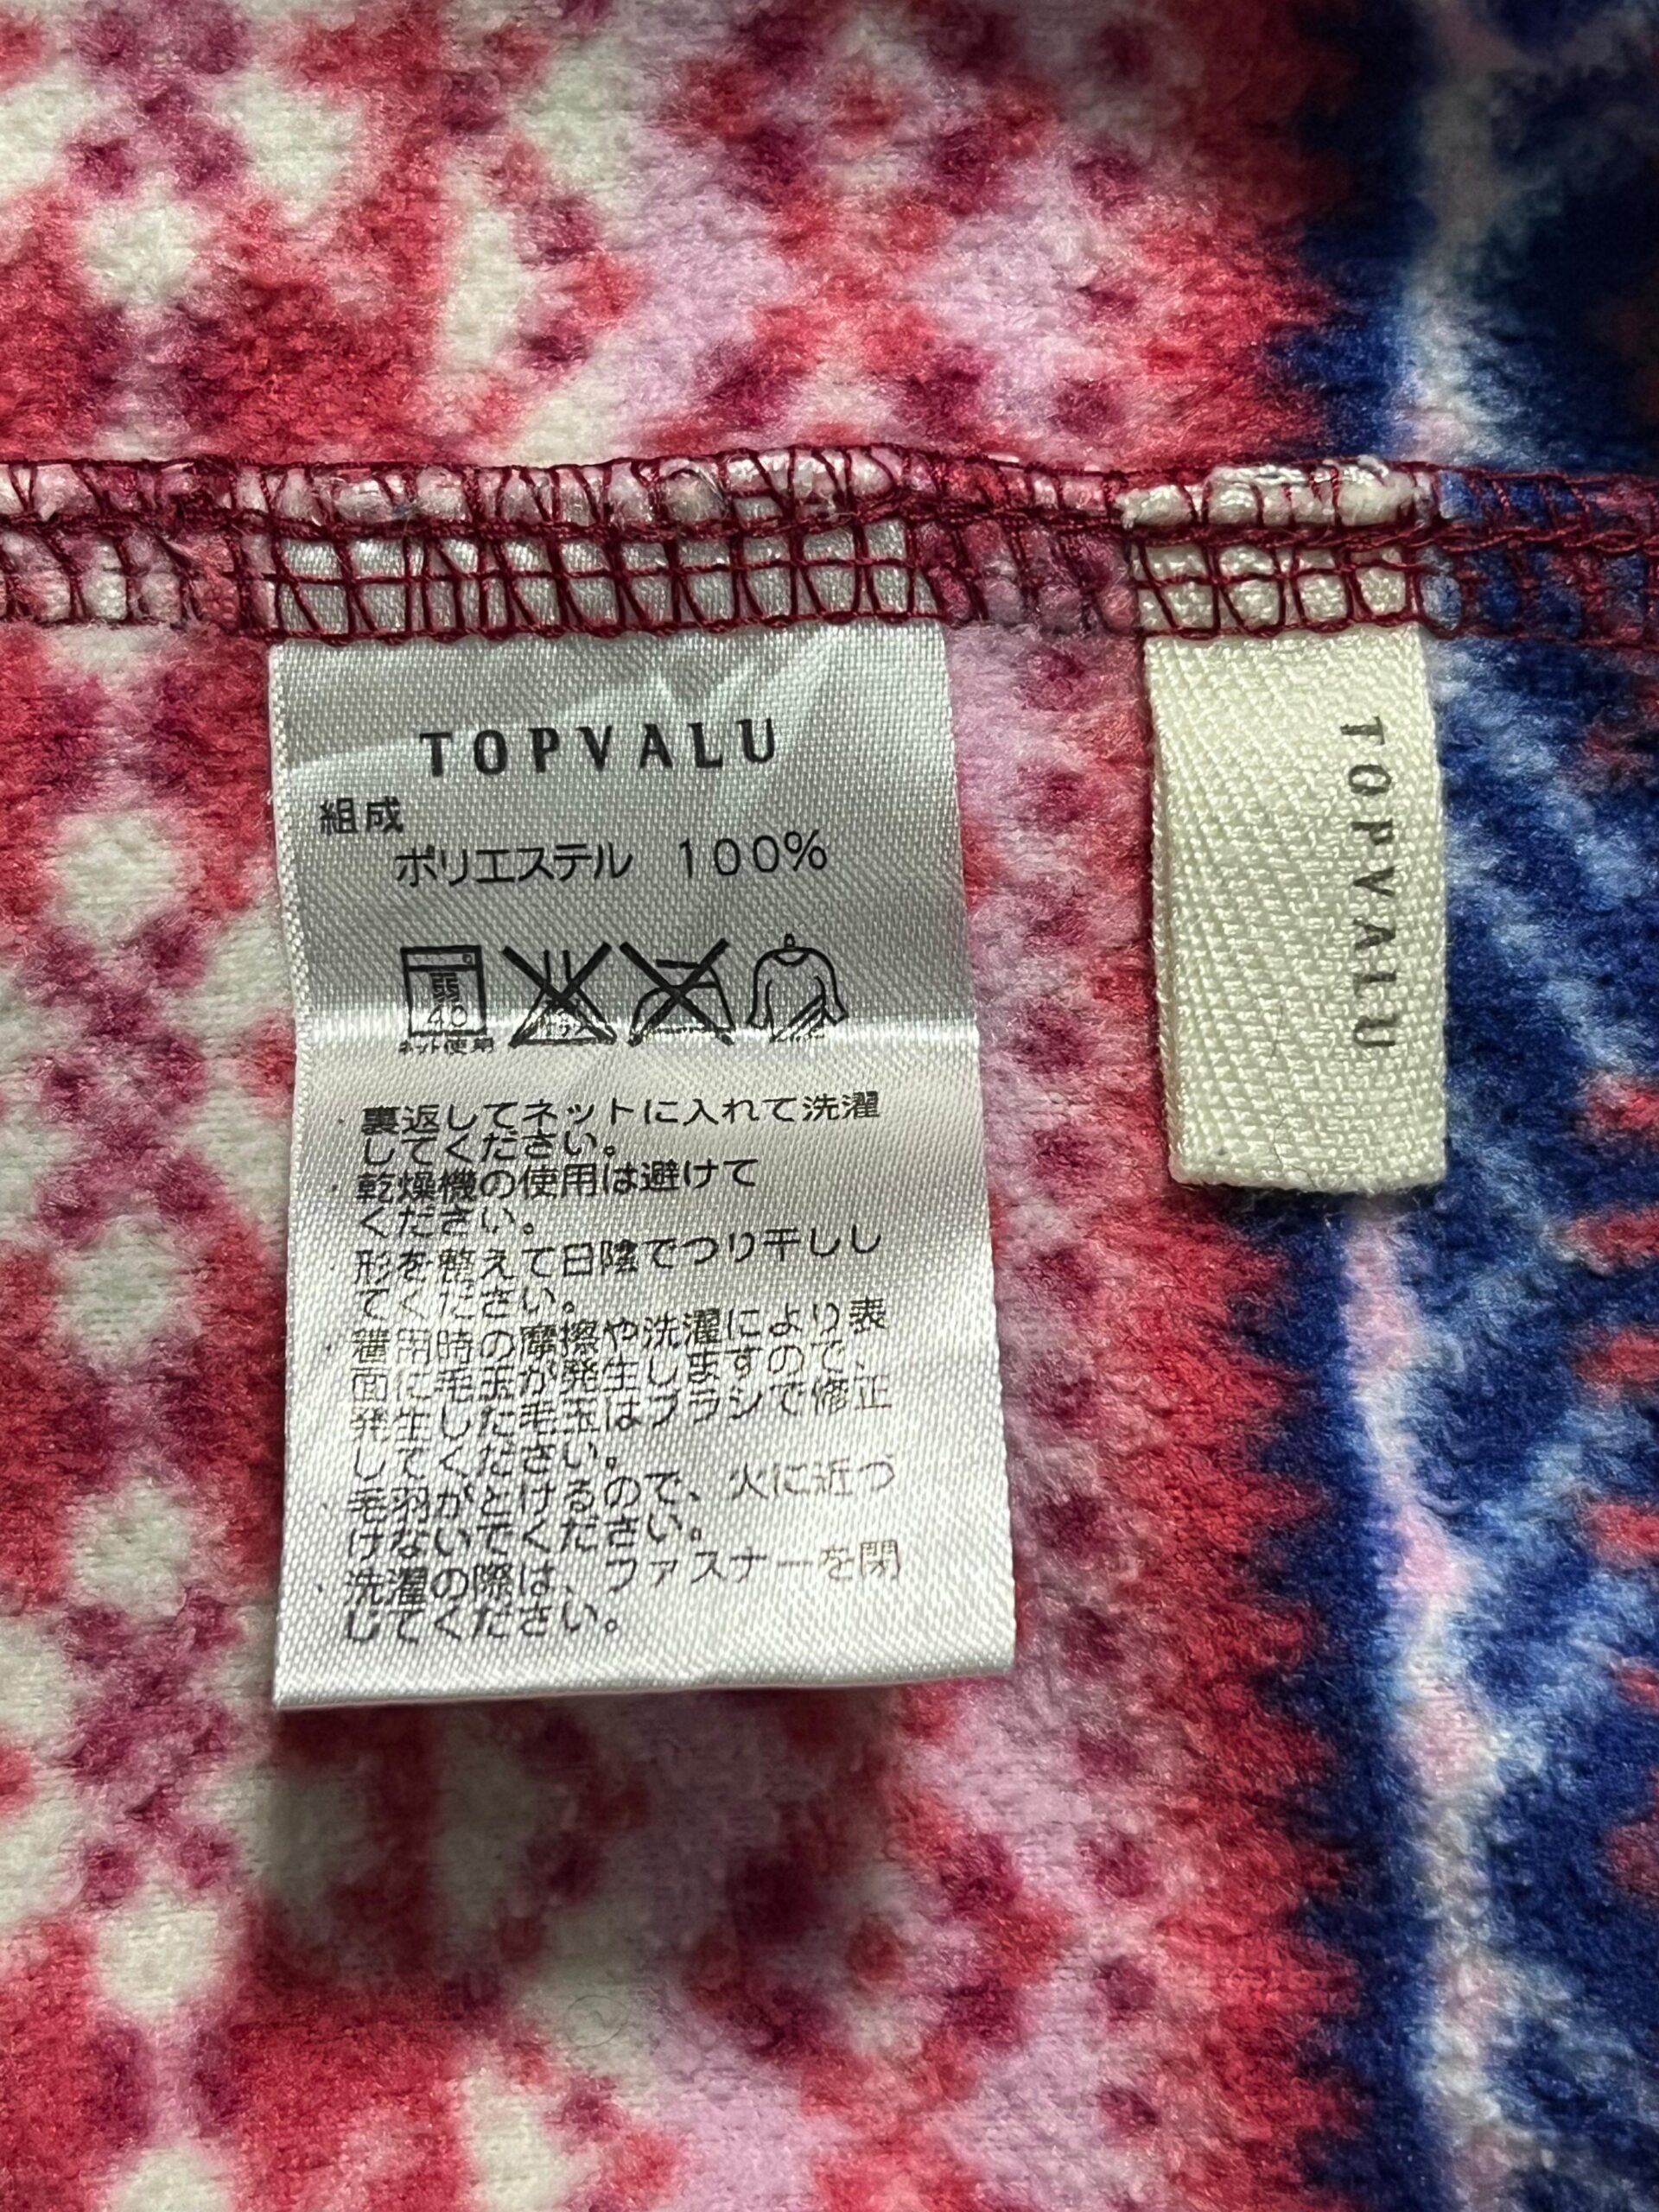 TOPVALU
組成
ポリエステル 100%
弱
40
ネット使用
・裏返してネットに入れて洗濯
してください。
・乾燥機の使用は避けて
ください。
・形を整えて日陰でつり干しし
てください。
・着用時の摩擦や洗濯により表
面に毛玉が発生しますので、
発生した毛玉はブラシで修正
してください。
・毛羽がとけるので、火に近づ
けないでください。
・洗濯の際は、ファスナーを閉
じてください。
TOPVALU